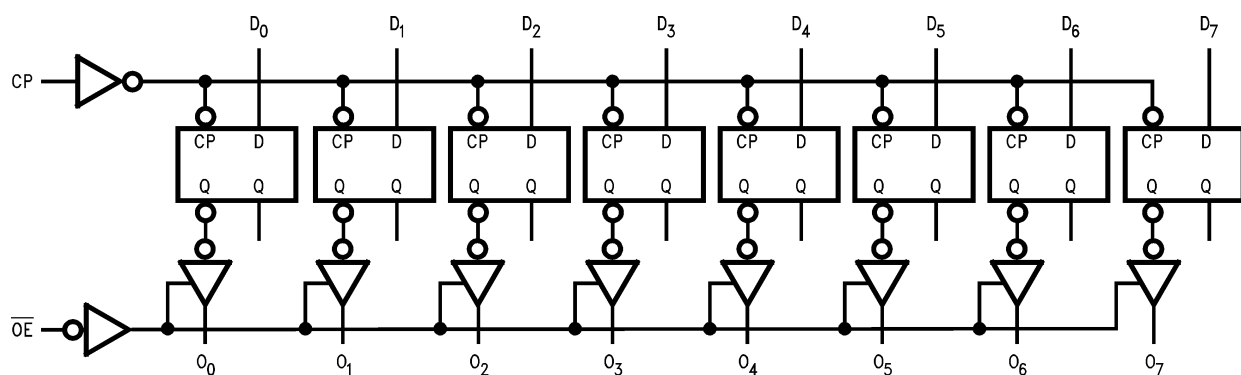 D0 D1 D2 D3 D4 D5 D6 D7
CP
CP D CP D CP D CP D CP D CP D CP D CP D
Q Q Q Q Q Q Q Q Q Q Q Q Q Q Q Q
O̅E̅
O0 O1 O2 O3 O4 O5 O6 O7